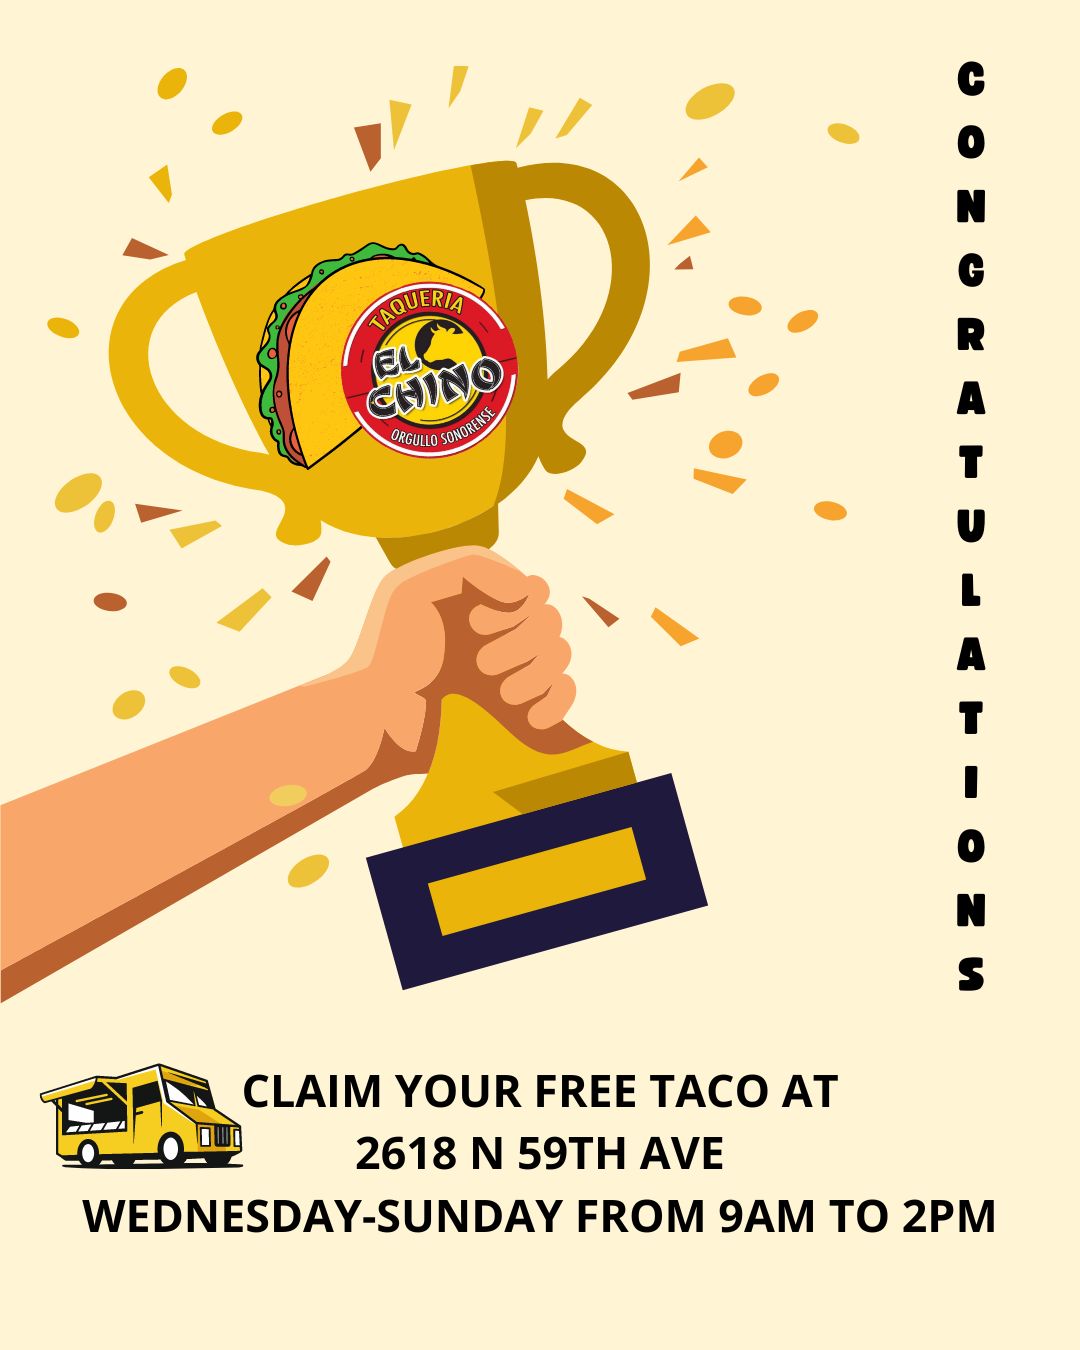 CONGRATULATIONS
TAQUERIA
EL
CHINO
ORGULLO SONORENSE
CLAIM YOUR FREE TACO AT
2618 N 59TH AVE
WEDNESDAY-SUNDAY FROM 9AM TO 2PM